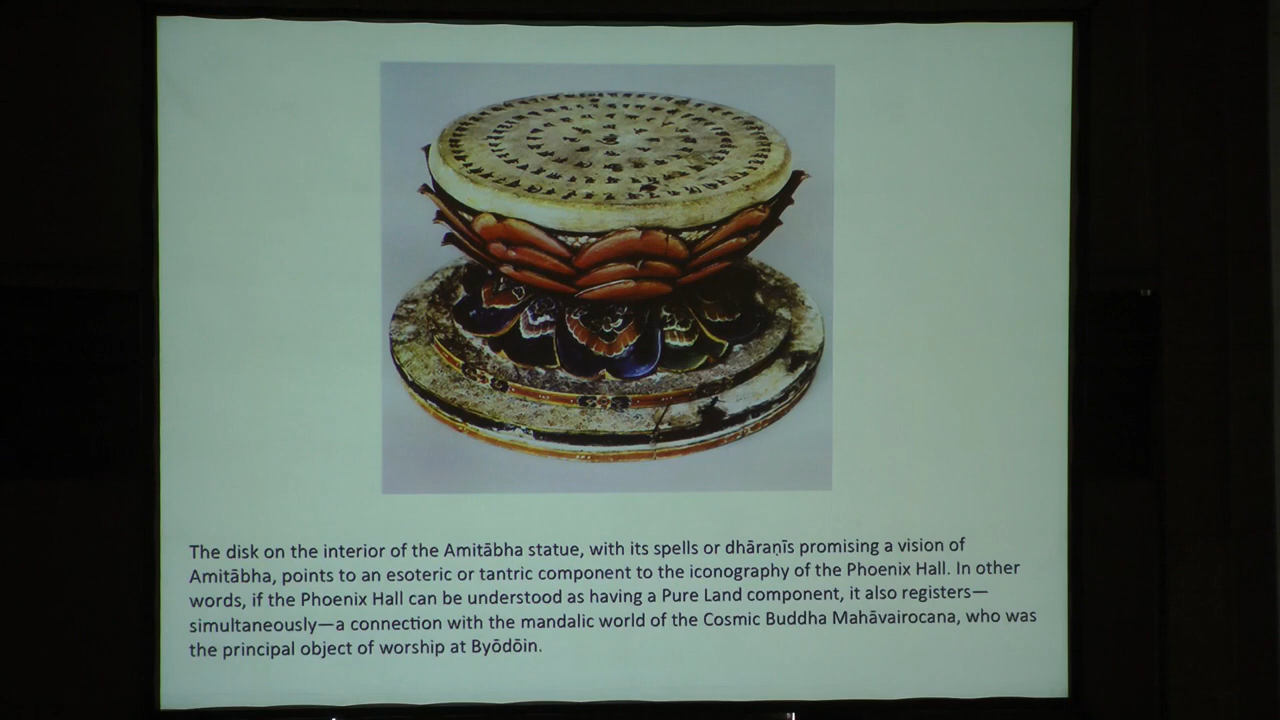 The disk on the interior of the Amitābha statue, with its spells or dhāraṇīs promising a vision of
Amitābha, points to an esoteric or tantric component to the iconography of the Phoenix Hall. In other
words, if the Phoenix Hall can be understood as having a Pure Land component, it also registers—
simultaneously—a connection with the mandalic world of the Cosmic Buddha Mahāvairocana, who was
the principal object of worship at Byōdōin.